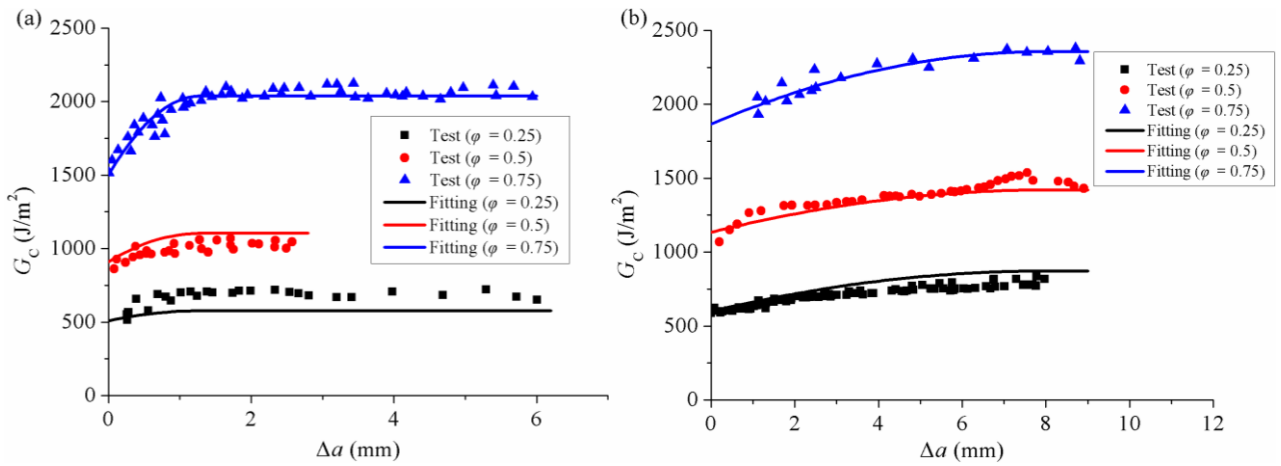 (a)
2500
2000
1500
1000
500
0
G_C (J/m²)
0
2
4
6
Δa (mm)
Test (φ = 0.25)
Test (φ = 0.5)
Test (φ = 0.75)
Fitting (φ = 0.25)
Fitting (φ = 0.5)
Fitting (φ = 0.75)
(b)
2500
2000
1500
1000
500
0
G_C (J/m²)
0
2
4
6
8
10
12
Δa (mm)
Test (φ = 0.25)
Test (φ = 0.5)
Test (φ = 0.75)
Fitting (φ = 0.25)
Fitting (φ = 0.5)
Fitting (φ = 0.75)